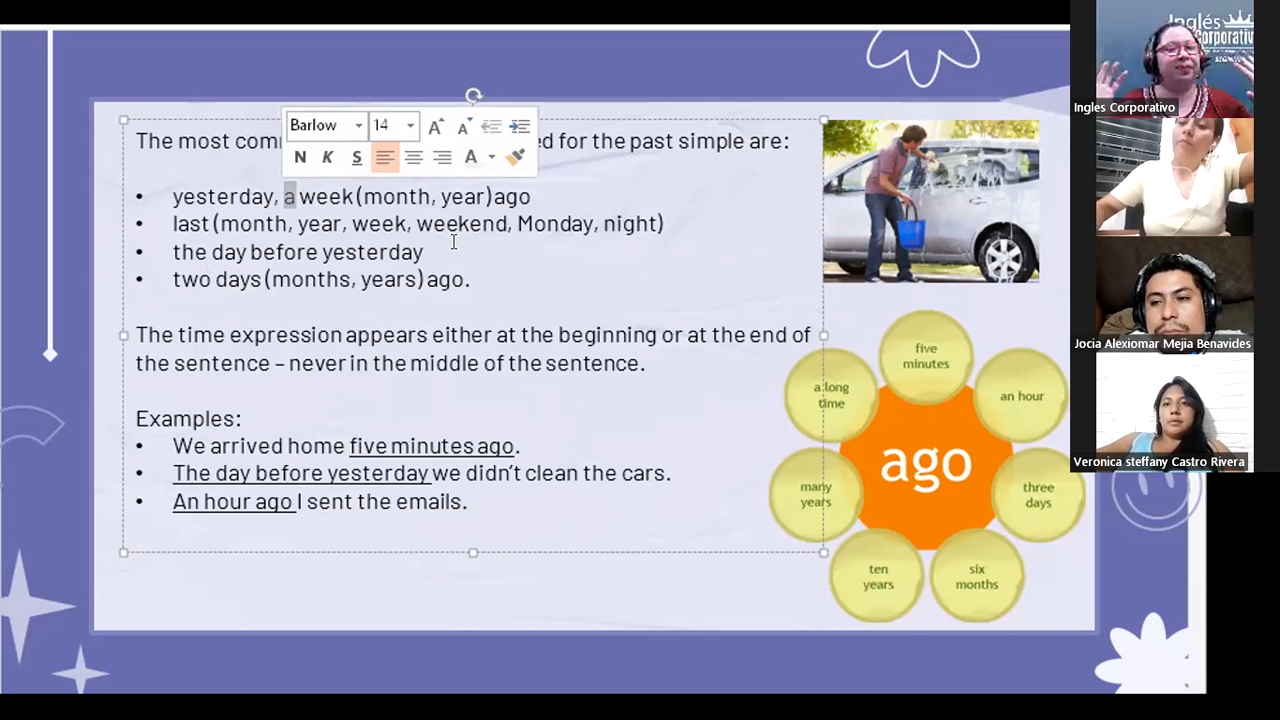 Barlow 14
N K S A
The most com ed for the past simple are:
• yesterday, a week (month, year) ago
• last (month, year, week, weekend, Monday, night)
• the day before yesterday
• two days (months, years) ago.
The time expression appears either at the beginning or at the end of
the sentence – never in the middle of the sentence.
Examples:
• We arrived home five minutes ago.
• The day before yesterday we didn't clean the cars.
• An hour ago I sent the emails.
five
minutes
a long
time
an hour
ago
many
years
three
days
ten
years
six
months
Inglés
Corporativ
Ingles Corporativo
Jocia Alexiomar Mejia Benavides
Veronica steffany Castro Rivera